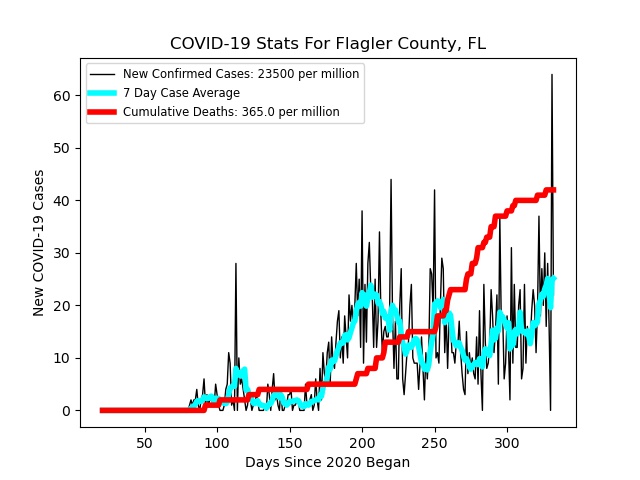 COVID-19 Stats For Flagler County, FL
New Confirmed Cases: 23500 per million
7 Day Case Average
Cumulative Deaths: 365.0 per million
New COVID-19 Cases
60
50
40
30
20
10
0
50 100 150 200 250 300
Days Since 2020 Began